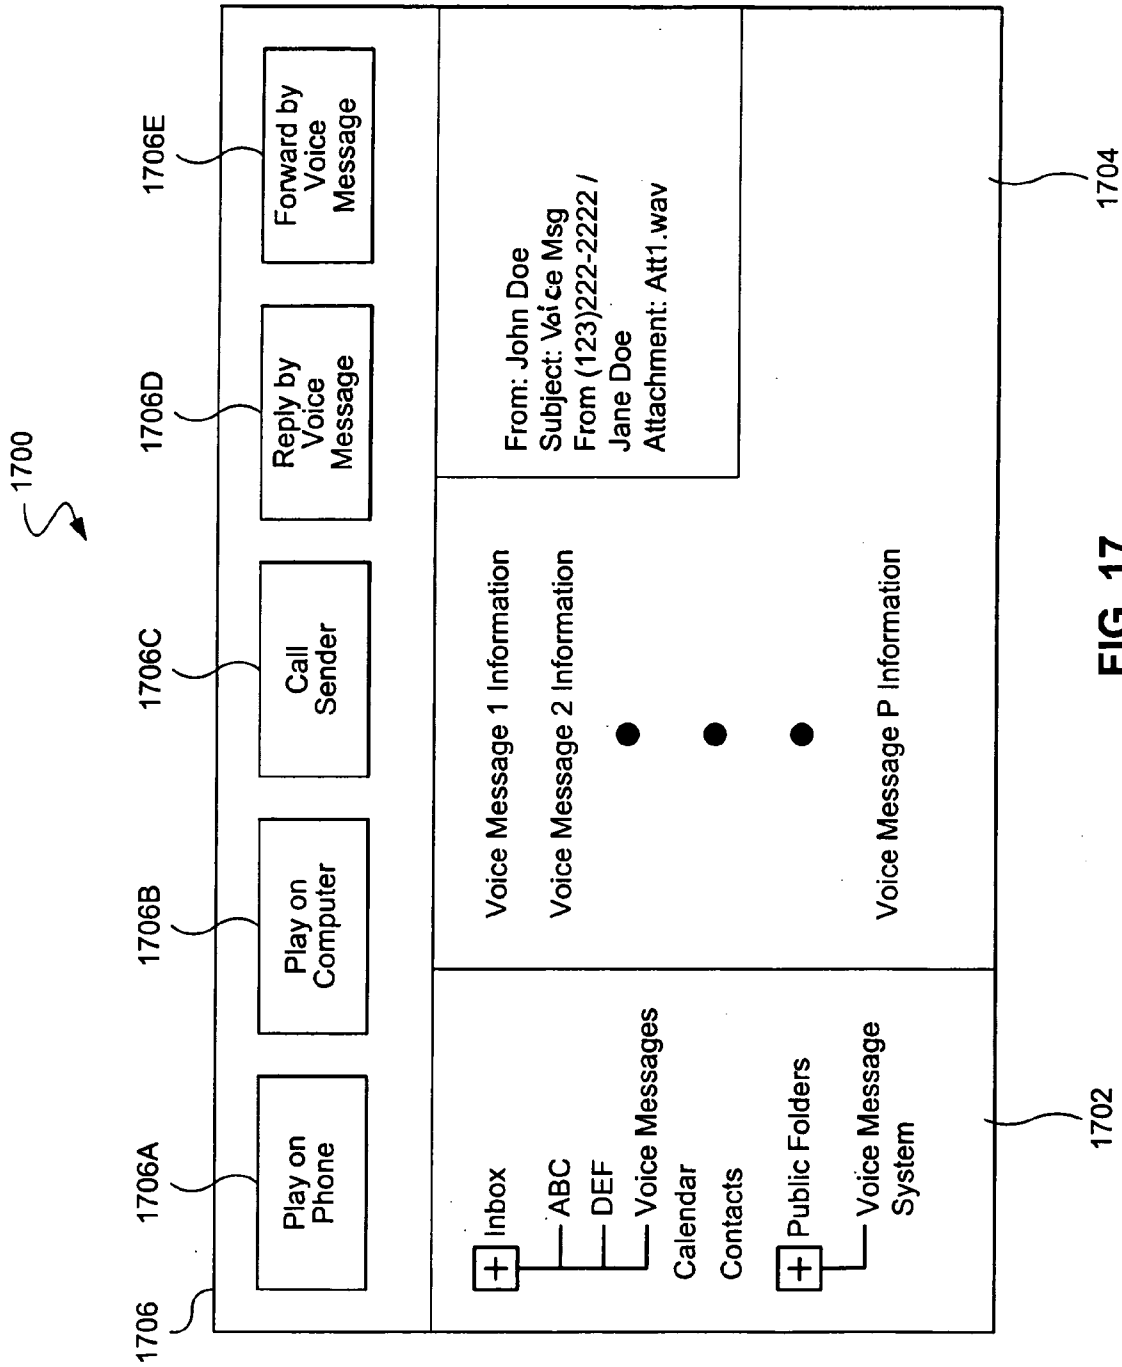 1700
1706
1706A
1706B
1706C
1706D
1706E
Play on
Phone
Play on
Computer
Call
Sender
Reply by
Voice
Message
Forward by
Voice
Message
+ Inbox
ABC
DEF
Voice Messages
Calendar
Contacts
+ Public Folders
Voice Message
System
Voice Message 1 Information
Voice Message 2 Information
Voice Message P Information
From: John Doe
Subject: Voice Msg
From (123)222-2222 /
Jane Doe
Attachment: Att1.wav
1702
1704
FIG. 17